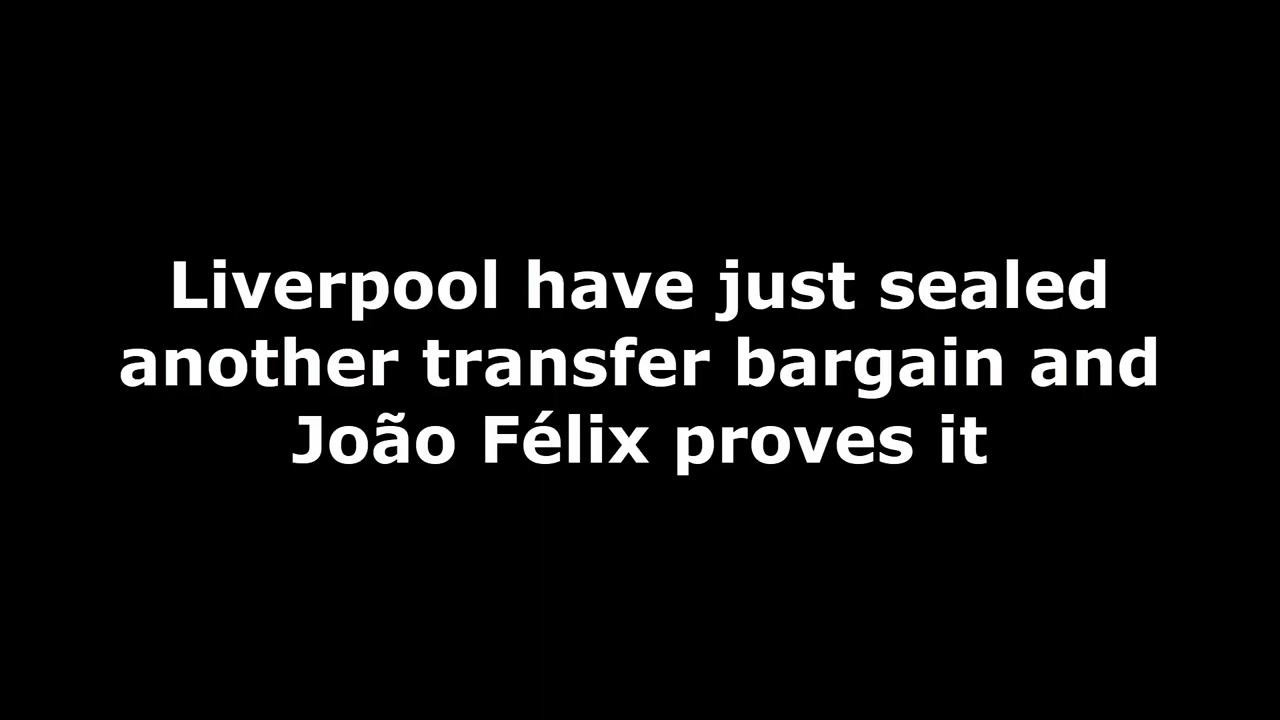 Liverpool have just sealed
another transfer bargain and
João Félix proves it